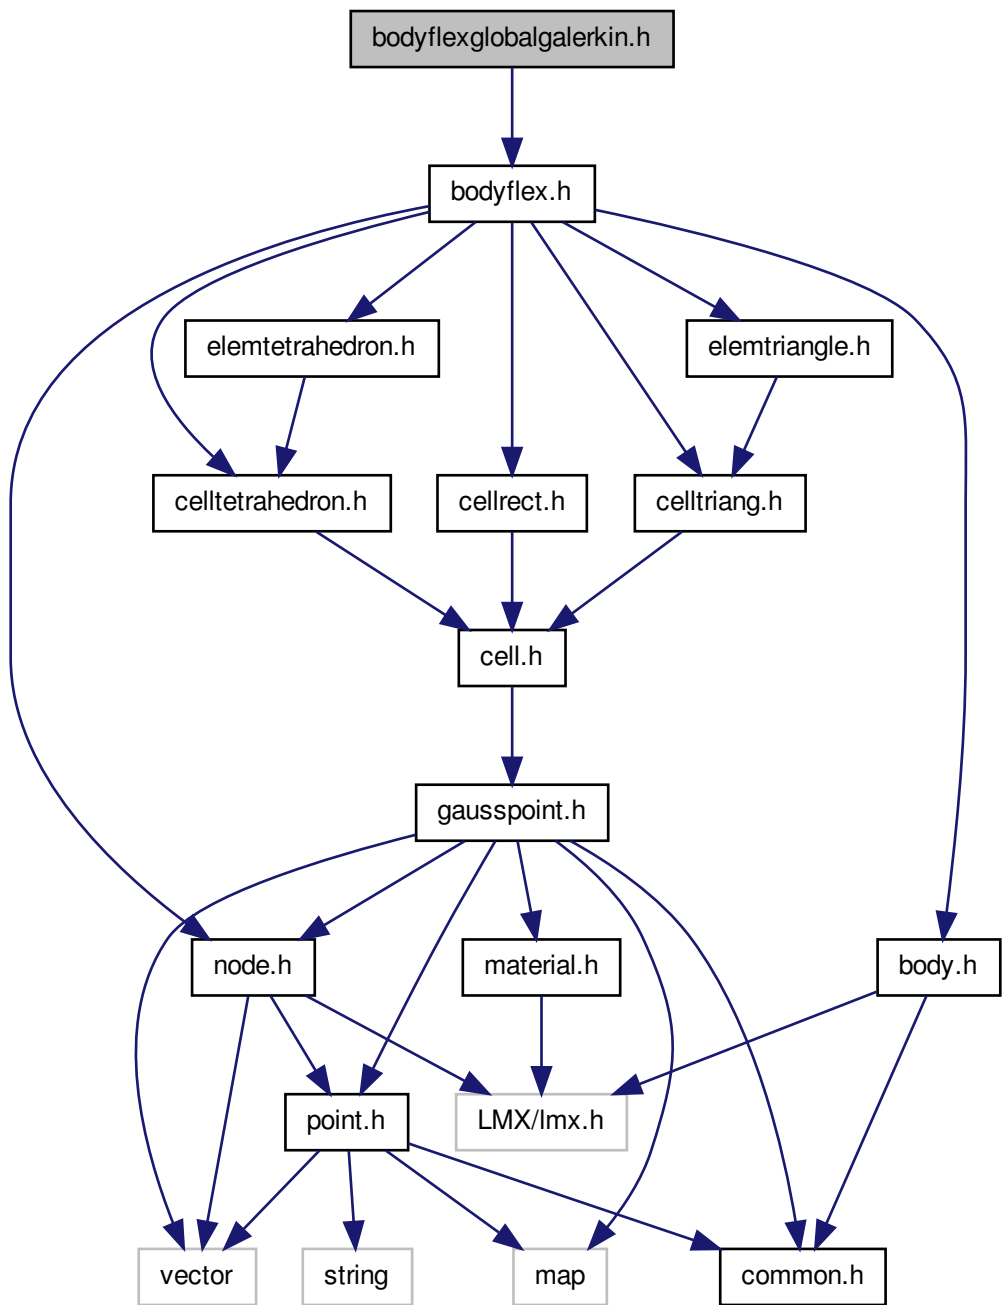 bodyflexglobalgalerkin.h
bodyflex.h
elemtetrahedron.h
elemtriangle.h
celltetrahedron.h
cellrect.h
celltriang.h
cell.h
gausspoint.h
node.h
material.h
body.h
point.h
LMX/lmx.h
vector
string
map
common.h